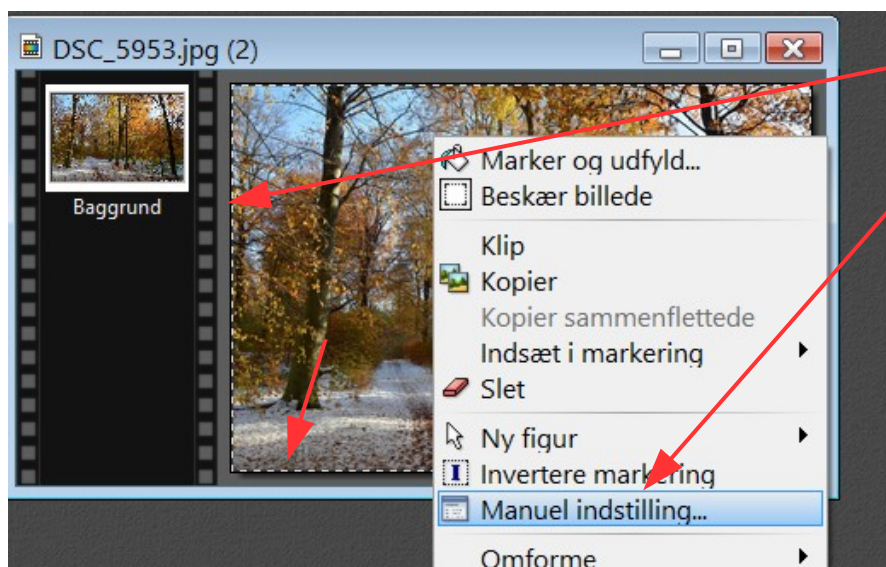 DSC_5953.jpg (2)
Baggrund
Marker og udfyld...
Beskær billede
Klip
Kopier
Kopier sammenflettede
Indsæt i markering
Slet
Ny figur
Invertere markering
Manuel indstilling...
Omforme